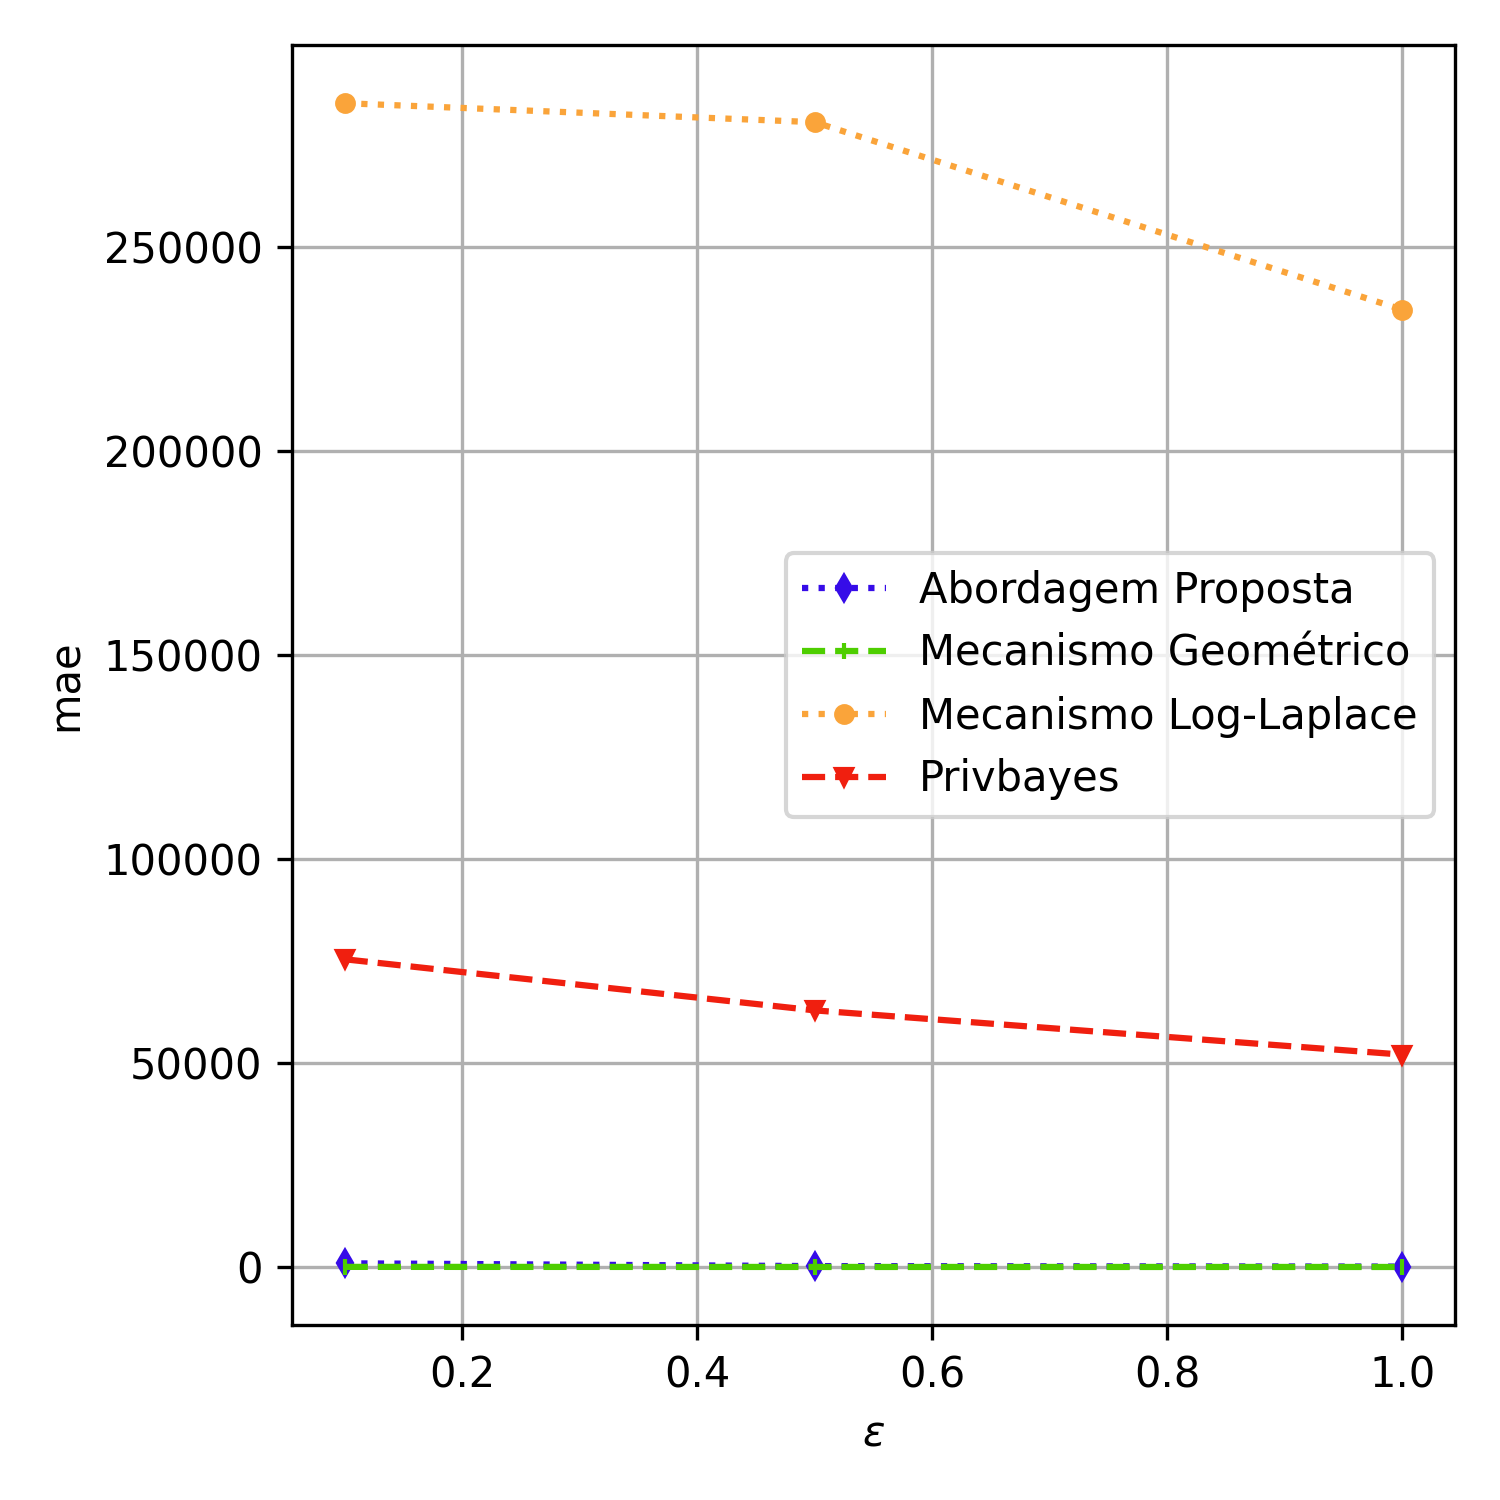 250000
200000
150000
100000
50000
0
mae
Abordagem Proposta
Mecanismo Geométrico
Mecanismo Log-Laplace
Privbayes
0.2 0.4 0.6 0.8 1.0
ε